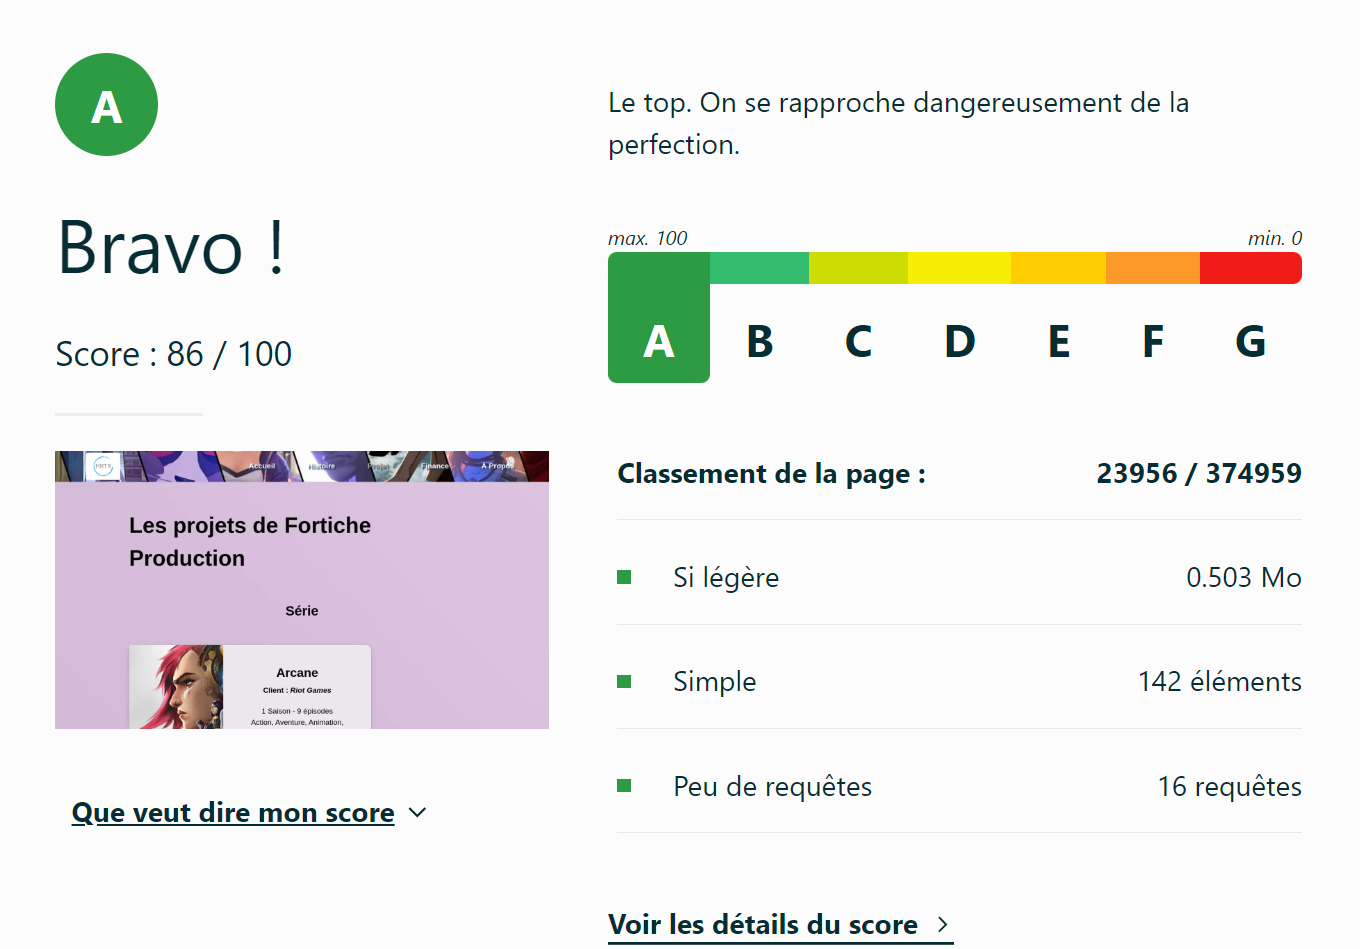 A
Bravo !
Score : 86 / 100
MRTR
Accueil
Histoire
Projet
Finance
A Propos
Les projets de Fortiche
Production
Série
Arcane
Client : Riot Games
1 Saison - 9 épisodes
Action, Aventure, Animation,
Que veut dire mon score
Le top. On se rapproche dangereusement de la
perfection.
max. 100 min. 0
A B C D E F G
Classement de la page : 23956 / 374959
Si légère 0.503 Mo
Simple 142 éléments
Peu de requêtes 16 requêtes
Voir les détails du score